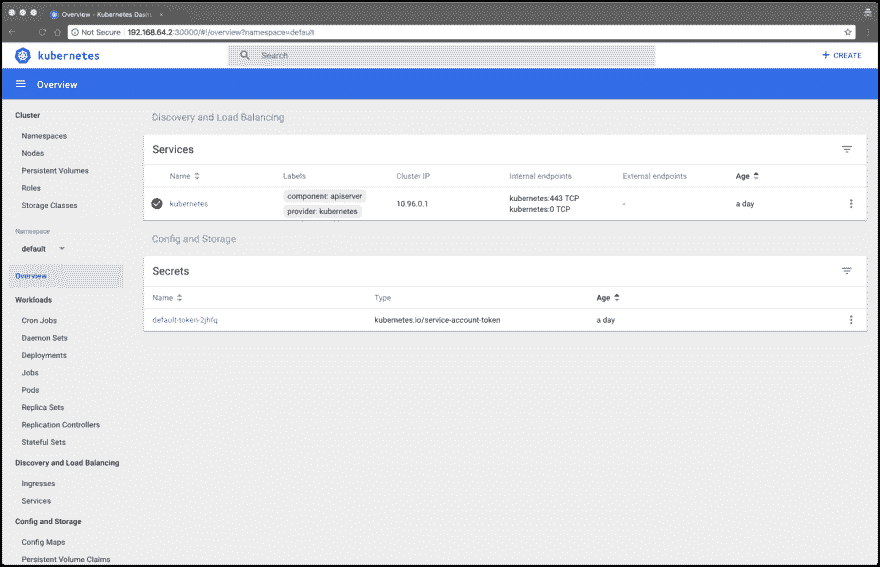 Overview - Kubernetes Dash
Not Secure 192.168.64.2:30000/#!/overview?namespace=default
kubernetes
Search
+ CREATE
Overview
Cluster
Namespaces
Nodes
Persistent Volumes
Roles
Storage Classes
Namespace
default
Overview
Workloads
Cron Jobs
Daemon Sets
Deployments
Jobs
Pods
Replica Sets
Replication Controllers
Stateful Sets
Discovery and Load Balancing
Ingresses
Services
Config and Storage
Config Maps
Persistent Volume Claims
Discovery and Load Balancing
Services
Name Labels Cluster IP Internal endpoints External endpoints Age
kubernetes component: apiserver provider: kubernetes 10.96.0.1 kubernetes:443 TCP kubernetes:0 TCP - a day
Config and Storage
Secrets
Name Type Age
default-token-2jhfq kubernetes.io/service-account-token a day